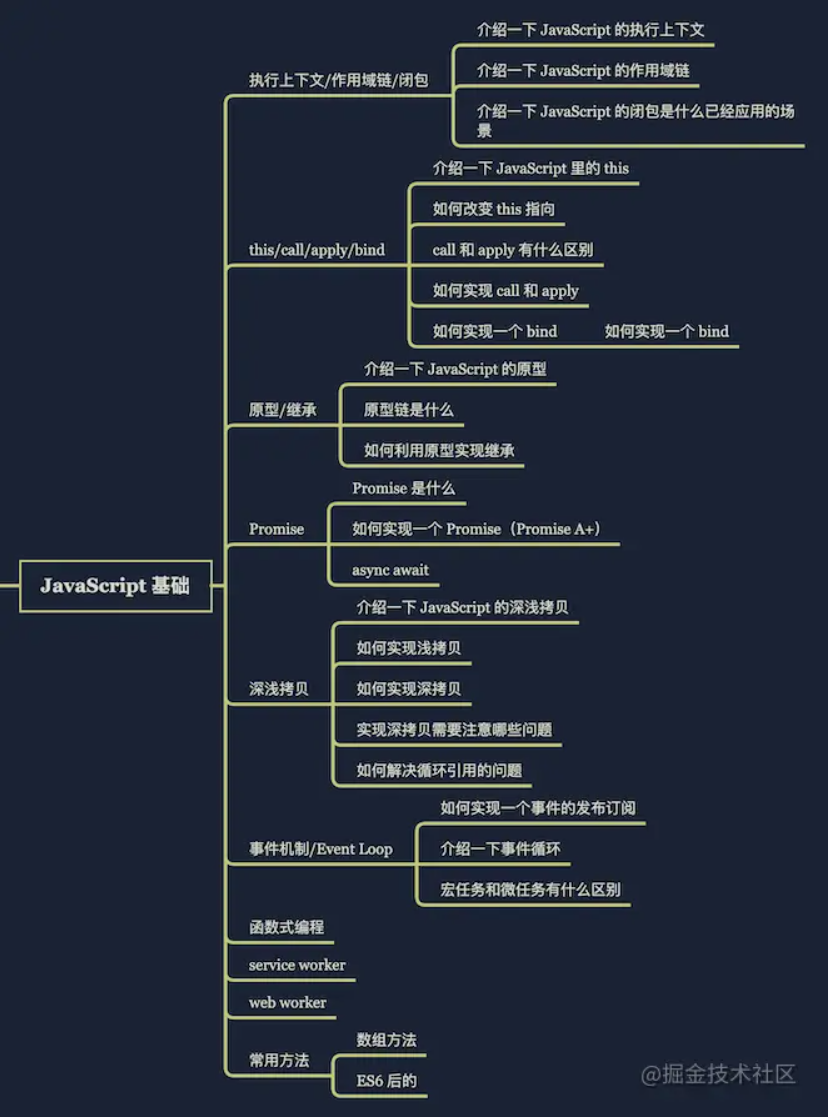 介绍一下 JavaScript 的执行上下文
执行上下文/作用域链/闭包
介绍一下 JavaScript 的作用域链
介绍一下 JavaScript 的闭包是什么已经应用的场
景
介绍一下 JavaScript 里的 this
如何改变 this 指向
this/call/apply/bind
call 和 apply 有什么区别
如何实现 call 和 apply
如何实现一个 bind
如何实现一个 bind
介绍一下 JavaScript 的原型
原型/继承
原型链是什么
如何利用原型实现继承
Promise 是什么
Promise
如何实现一个 Promise（Promise A+）
async await
JavaScript 基础
介绍一下 JavaScript 的深浅拷贝
如何实现浅拷贝
深浅拷贝
如何实现深拷贝
实现深拷贝需要注意哪些问题
如何解决循环引用的问题
如何实现一个事件的发布订阅
事件机制/Event Loop
介绍一下事件循环
宏任务和微任务有什么区别
函数式编程
service worker
web worker
数组方法
常用方法
ES6 后的
@掘金技术社区